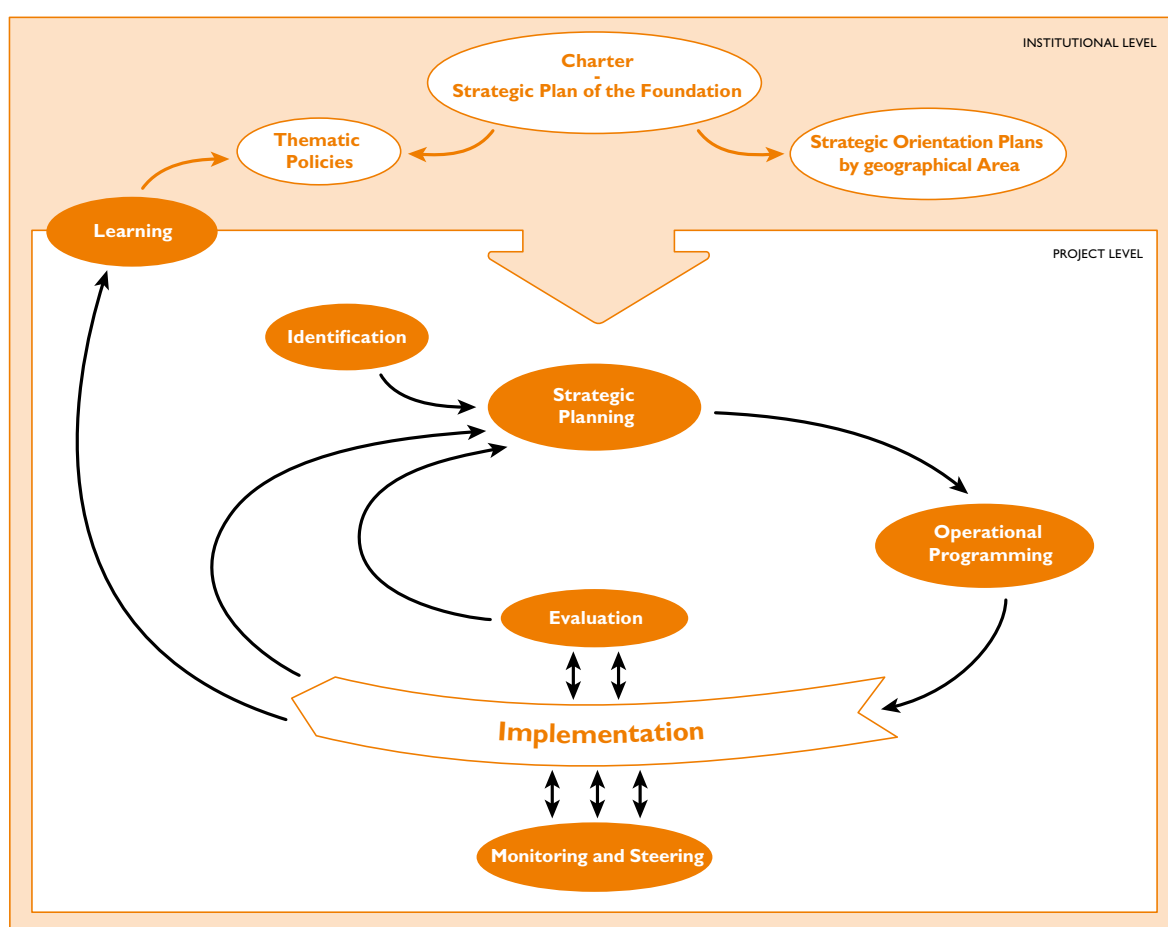 INSTITUTIONAL LEVEL
Charter
-
Strategic Plan of the Foundation
Thematic
Policies
Strategic Orientation Plans
by geographical Area
Learning
PROJECT LEVEL
Identification
Strategic
Planning
Operational
Programming
Evaluation
Implementation
Monitoring and Steering